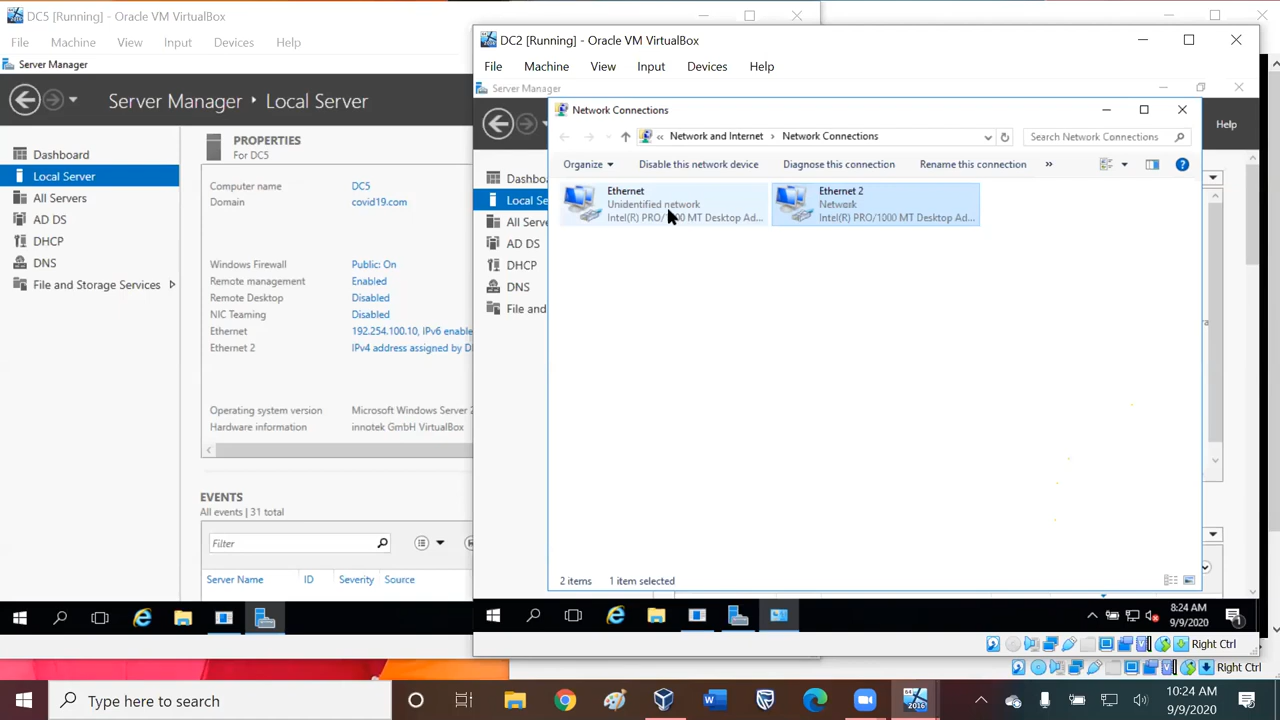 DC5 [Running] - Oracle VM VirtualBox
File Machine View Input Devices Help
Server Manager
Server Manager Local Server
Dashboard
Local Server
All Servers
AD DS
DHCP
DNS
File and Storage Services
PROPERTIES
For DC5
Computer name DC5
Domain covid19.com
Windows Firewall Public: On
Remote management Enabled
Remote Desktop Disabled
NIC Teaming Disabled
Ethernet 192.254.100.10, IPv6 enable
Ethernet 2 IPv4 address assigned by D
Operating system version Microsoft Windows Server 2
Hardware information innotek GmbH VirtualBox
EVENTS
All events | 31 total
Filter
Server Name ID Severity Source
DC2 [Running] - Oracle VM VirtualBox
File Machine View Input Devices Help
Server Manager
Help
Dashbo
Local Se
All Serve
AD DS
DHCP
DNS
File and
Network Connections
« Network and Internet Network Connections
Search Network Connections
Organize Disable this network device Diagnose this connection Rename this connection »
Ethernet
Unidentified network
Intel(R) PRO/1000 MT Desktop Ad...
Ethernet 2
Network
Intel(R) PRO/1000 MT Desktop Ad...
2 items 1 item selected
8:24 AM
9/9/2020
1
Right Ctrl
Right Ctrl
Type here to search
10:24 AM
9/9/2020